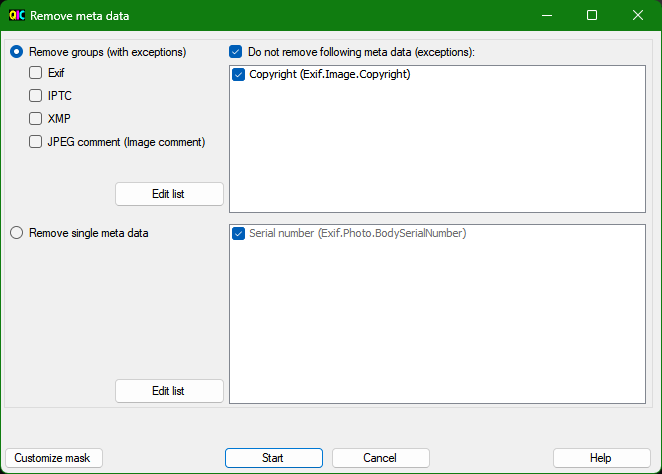 QIC Remove meta data
Remove groups (with exceptions)
Do not remove following meta data (exceptions):
Exif
Copyright (Exif.Image.Copyright)
IPTC
XMP
JPEG comment (Image comment)
Edit list
Remove single meta data
Serial number (Exif.Photo.BodySerialNumber)
Edit list
Customize mask
Start
Cancel
Help